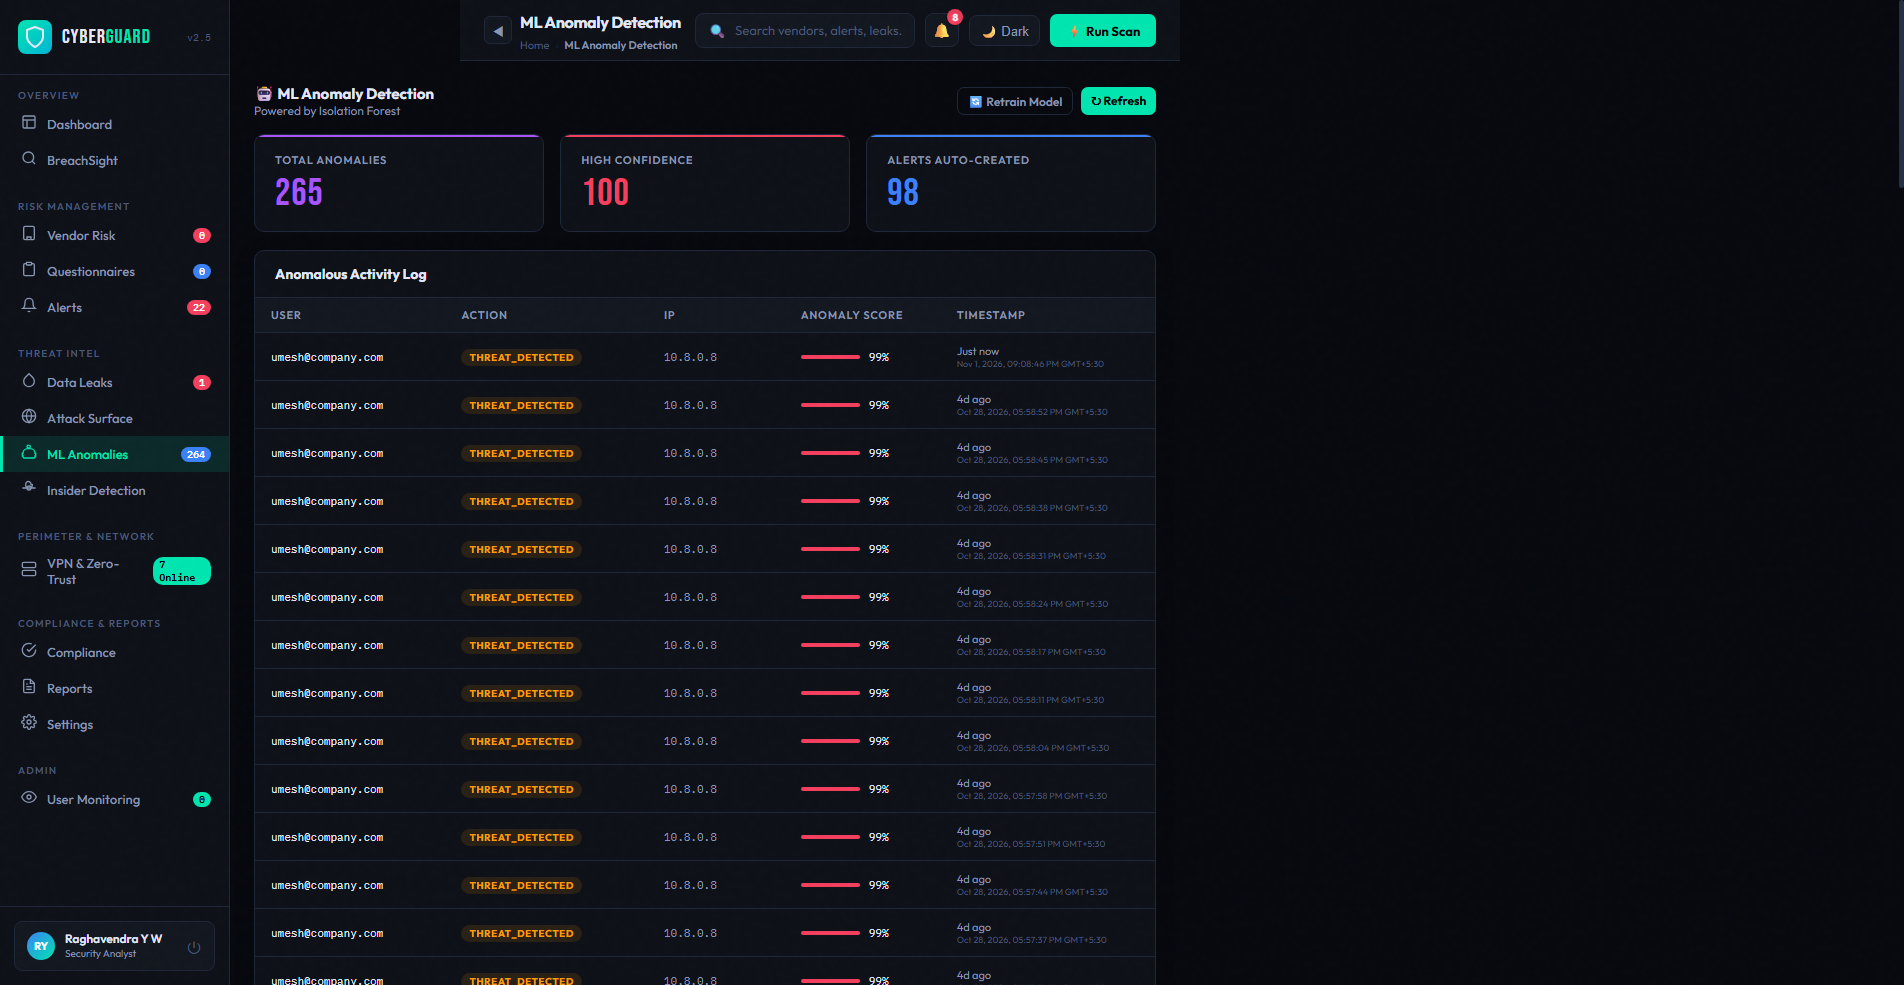 CYBERGUARD v2.5
OVERVIEW
Dashboard
BreachSight
RISK MANAGEMENT
Vendor Risk 0
Questionnaires 0
Alerts 22
THREAT INTEL
Data Leaks 1
Attack Surface
ML Anomalies 264
Insider Detection
PERIMETER & NETWORK
VPN & Zero-
Trust
7
Online
COMPLIANCE & REPORTS
Compliance
Reports
Settings
ADMIN
User Monitoring 0
RY
Raghavendra Y W
Security Analyst
ML Anomaly Detection
Home ML Anomaly Detection
Search vendors, alerts, leaks.
8
Dark
Run Scan
ML Anomaly Detection
Powered by Isolation Forest
Retrain Model
Refresh
TOTAL ANOMALIES
265
HIGH CONFIDENCE
100
ALERTS AUTO-CREATED
98
Anomalous Activity Log
USER ACTION IP ANOMALY SCORE TIMESTAMP
umesh@company.com THREAT_DETECTED 10.8.0.8 99% Just now
Nov 1, 2026, 09:08:46 PM GMT+5:30
umesh@company.com THREAT_DETECTED 10.8.0.8 99% 4d ago
Oct 28, 2026, 05:58:52 PM GMT+5:30
umesh@company.com THREAT_DETECTED 10.8.0.8 99% 4d ago
Oct 28, 2026, 05:58:45 PM GMT+5:30
umesh@company.com THREAT_DETECTED 10.8.0.8 99% 4d ago
Oct 28, 2026, 05:58:38 PM GMT+5:30
umesh@company.com THREAT_DETECTED 10.8.0.8 99% 4d ago
Oct 28, 2026, 05:58:31 PM GMT+5:30
umesh@company.com THREAT_DETECTED 10.8.0.8 99% 4d ago
Oct 28, 2026, 05:58:24 PM GMT+5:30
umesh@company.com THREAT_DETECTED 10.8.0.8 99% 4d ago
Oct 28, 2026, 05:58:17 PM GMT+5:30
umesh@company.com THREAT_DETECTED 10.8.0.8 99% 4d ago
Oct 28, 2026, 05:58:11 PM GMT+5:30
umesh@company.com THREAT_DETECTED 10.8.0.8 99% 4d ago
Oct 28, 2026, 05:58:04 PM GMT+5:30
umesh@company.com THREAT_DETECTED 10.8.0.8 99% 4d ago
Oct 28, 2026, 05:57:58 PM GMT+5:30
umesh@company.com THREAT_DETECTED 10.8.0.8 99% 4d ago
Oct 28, 2026, 05:57:51 PM GMT+5:30
umesh@company.com THREAT_DETECTED 10.8.0.8 99% 4d ago
Oct 28, 2026, 05:57:44 PM GMT+5:30
umesh@company.com THREAT_DETECTED 10.8.0.8 99% 4d ago
Oct 28, 2026, 05:57:37 PM GMT+5:30
umesh@company.com THREAT_DETECTED 10.8.0.8 99% 4d ago